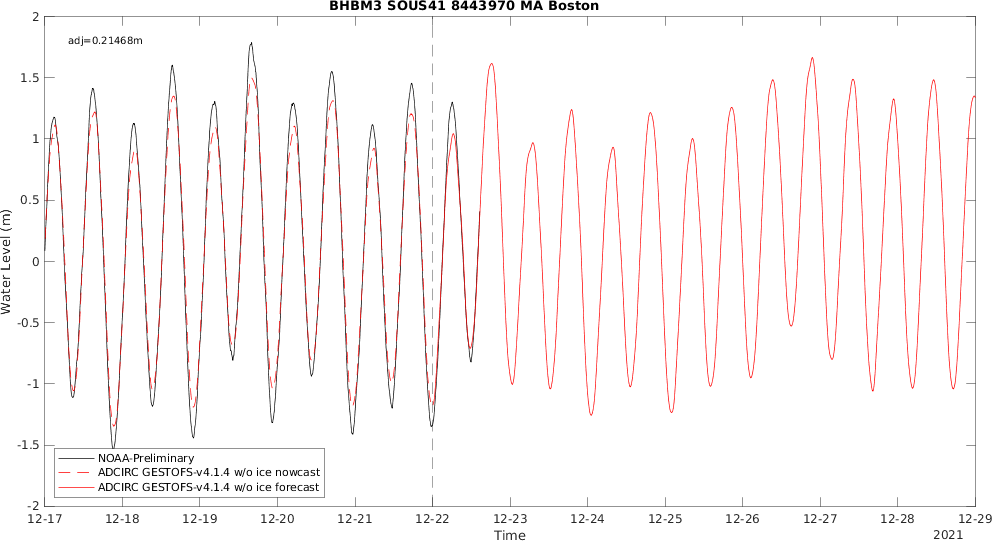 BHBM3 SOUS41 8443970 MA Boston
adj=0.21468m
2
1.5
1
0.5
0
-0.5
-1
-1.5
-2
Water Level (m)
NOAA-Preliminary
ADCIRC GESTOFS-v4.1.4 w/o ice nowcast
ADCIRC GESTOFS-v4.1.4 w/o ice forecast
12-17 12-18 12-19 12-20 12-21 12-22 12-23 12-24 12-25 12-26 12-27 12-28 12-29
Time
2021